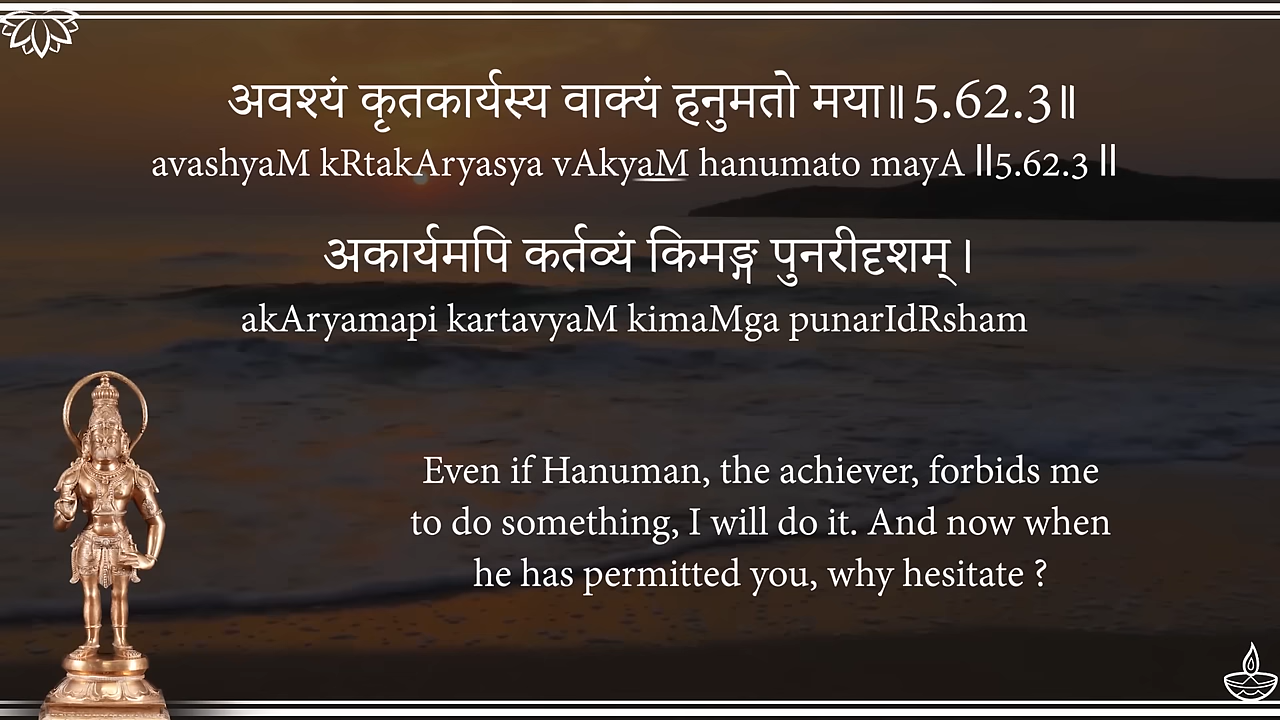 अवश्यं कृतकार्यस्य वाक्यं हनुमतो मया॥5.62.3॥
avashyaM kRtakAryasya vAkyaM hanumato mayA ||5.62.3 ||
अकार्यमपि कर्तव्यं किमङ्ग पुनरीदृशम्।
akAryamapi kartavyaM kimaMga punarIdRsham
Even if Hanuman, the achiever, forbids me
to do something, I will do it. And now when
he has permitted you, why hesitate ?